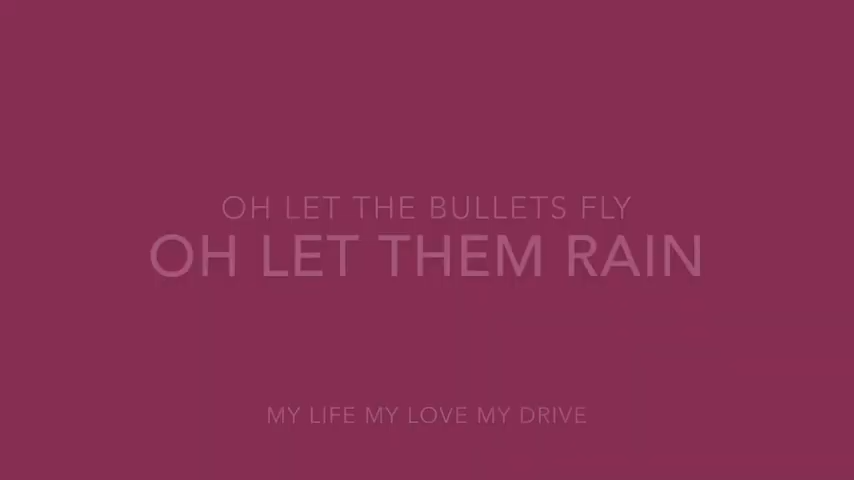 OH LET THE BULLETS FLY
OH LET THEM RAIN
MY LIFE MY LOVE MY DRIVE